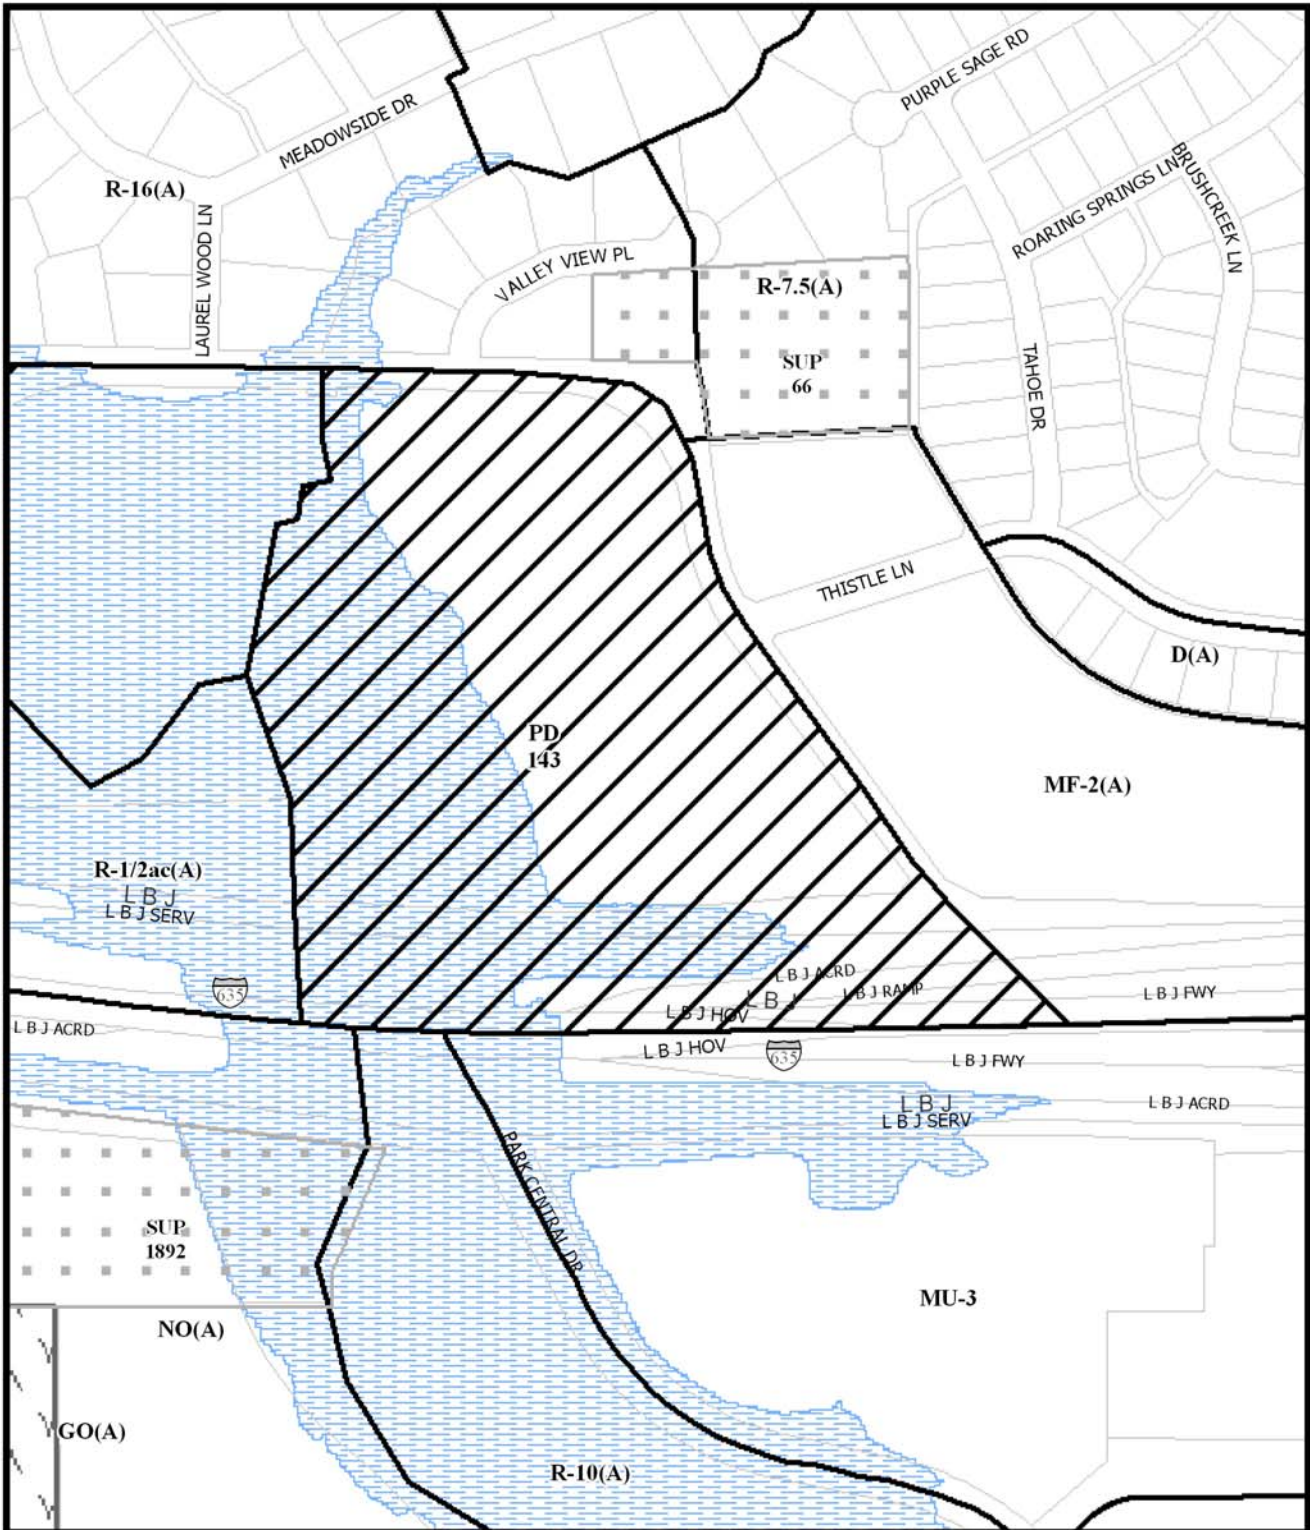 PURPLE SAGE RD
MEADOWSIDE DR
BRUSHCREEK LN
R-16(A)
ROARING SPRINGS LN
LAUREL WOOD LN
VALLEY VIEW PL
R-7.5(A)
SUP
66
TAHOE DR
THISTLE LN
D(A)
PD
143
MF-2(A)
R-1/2ac(A)
L B J
L B J SERV
L B J ACRD
635
L B J RAMP
L B J FWY
L B J
L B J HOV
L B J ACRD
L B J HOV
635
L B J FWY
L B J
L B J SERV
L B J ACRD
PARK CENTRAL DR
SUP
1892
MU-3
NO(A)
GO(A)
R-10(A)